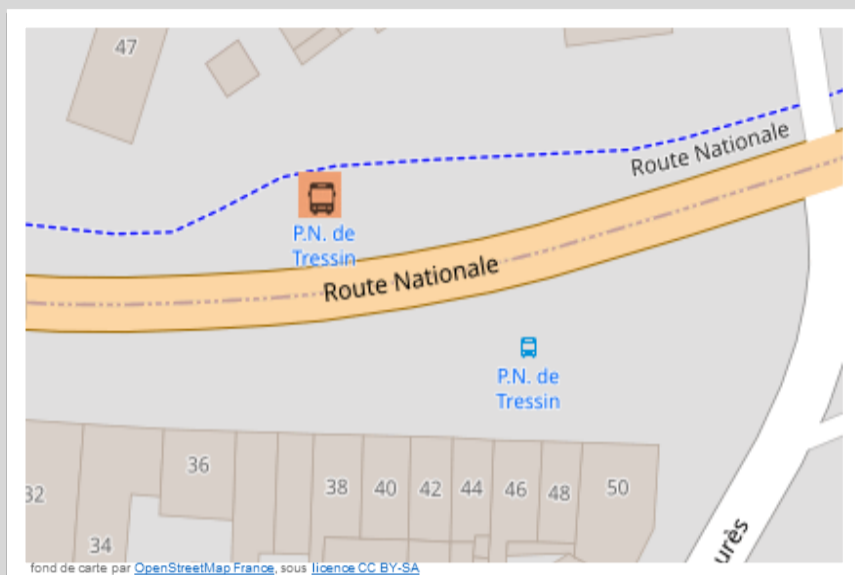 47
Route Nationale
P.N. de
Tressin
Route Nationale
P.N. de
Tressin
32
36
38
40
42
44
46
48
50
34
urès
fond de carte par OpenStreetMap France, sous licence CC BY-SA